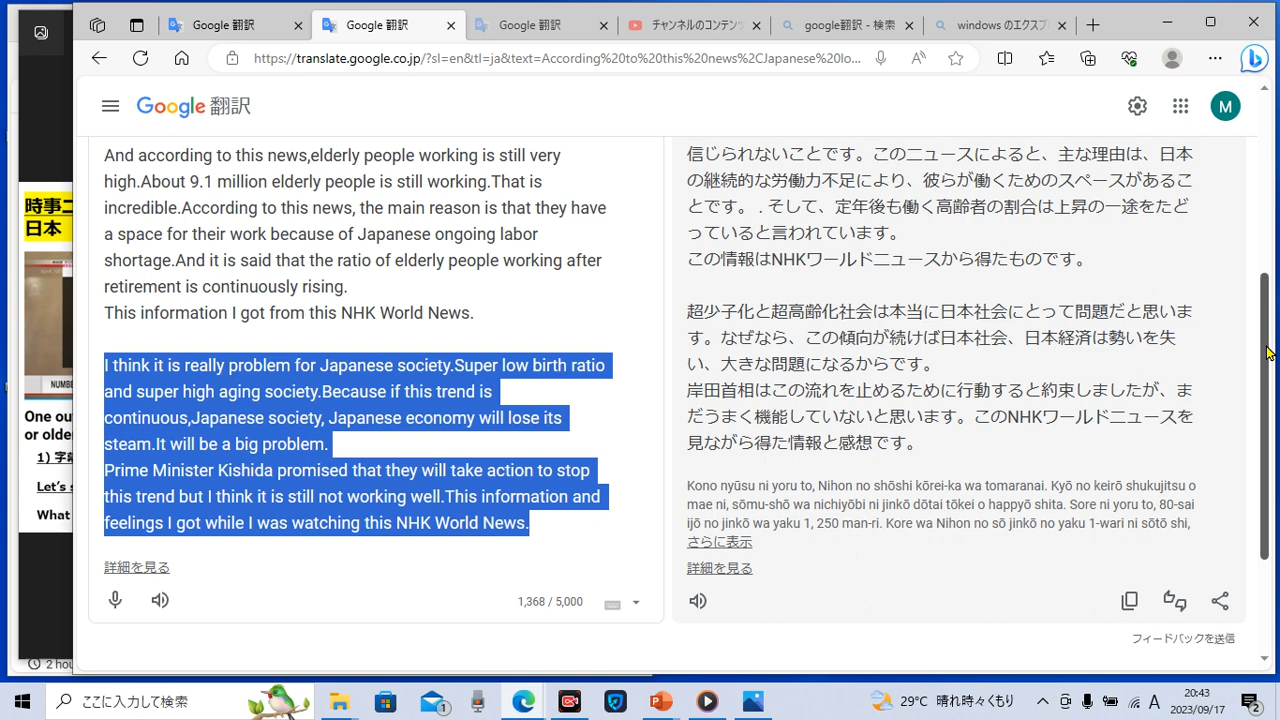 Google 翻訳
Google 翻訳
Google 翻訳
チャンネルのコンテンツ
google翻訳 - 検索
windows のエクスプ
https://translate.google.co.jp/?sl=en&tl=ja&text=According%20to%20this%20news%2CJapanese%20lo...
Google 翻訳
M
And according to this news,elderly people working is still very
high.About 9.1 million elderly people is still working.That is
incredible.According to this news, the main reason is that they have
a space for their work because of Japanese ongoing labor
shortage.And it is said that the ratio of elderly people working after
retirement is continuously rising.
This information I got from this NHK World News.
I think it is really problem for Japanese society.Super low birth ratio
and super high aging society.Because if this trend is
continuous,Japanese society, Japanese economy will lose its
steam.It will be a big problem.
Prime Minister Kishida promised that they will take action to stop
this trend but I think it is still not working well.This information and
feelings I got while I was watching this NHK World News.
詳細を見る
1,368 / 5,000
信じられないことです。このニュースによると、主な理由は、日本
の継続的な労働力不足により、彼らが働くためのスペースがあるこ
とです。 そして、定年後も働く高齢者の割合は上昇の一途をたど
っていると言われています。
この情報はNHKワールドニュースから得たものです。
超少子化と超高齢化社会は本当に日本社会にとって問題だと思いま
す。なぜなら、この傾向が続けば日本社会、日本経済は勢いを失
い、大きな問題になるからです。
岸田首相はこの流れを止めるために行動すると約束しましたが、ま
だうまく機能していないと思います。このNHKワールドニュースを
見ながら得た情報と感想です。
Kono nyūsu ni yoru to, Nihon no shōshi kōrei-ka wa tomaranai. Kyō no keirō shukujitsu o
mae ni, sōmu-shō wa nichiyōbi ni jinkō dōtai tōkei o happyō shita. Sore ni yoru to, 80-sai
ijō no jinkō wa yaku 1, 250 man-ri. Kore wa Nihon no sō jinkō no yaku 1-wari ni sōtō shi,
さらに表示
詳細を見る
フィードバックを送信
時事ニ
日本
NHK
NUMBE
One ou
or older
1) 字幕
Let's s
What
2 hou
ここに入力して検索
1
29°C 晴れ時々くもり
A
20:43
2023/09/17
2